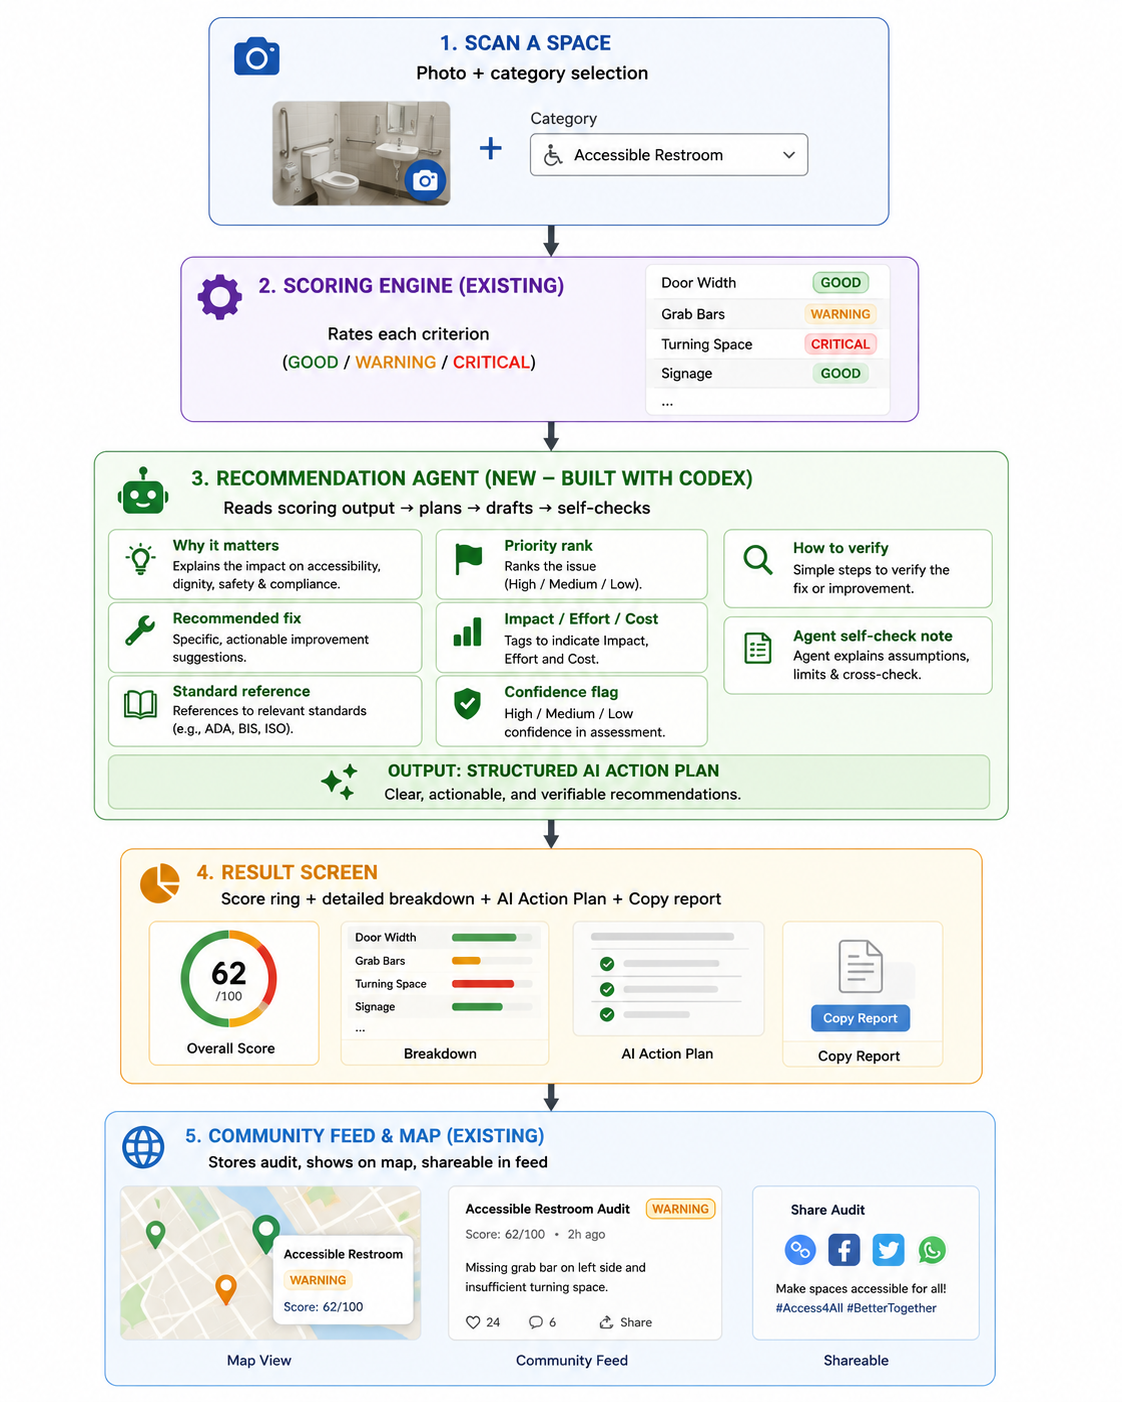 1. SCAN A SPACE
Photo + category selection
Category
Accessible Restroom
2. SCORING ENGINE (EXISTING)
Rates each criterion
(GOOD / WARNING / CRITICAL)
Door Width GOOD
Grab Bars WARNING
Turning Space CRITICAL
Signage GOOD
...
3. RECOMMENDATION AGENT (NEW – BUILT WITH CODEX)
Reads scoring output → plans → drafts → self-checks
Why it matters
Explains the impact on accessibility,
dignity, safety & compliance.
Recommended fix
Specific, actionable improvement
suggestions.
Standard reference
References to relevant standards
(e.g., ADA, BIS, ISO).
Priority rank
Ranks the issue
(High / Medium / Low).
Impact / Effort / Cost
Tags to indicate Impact,
Effort and Cost.
Confidence flag
High / Medium / Low
confidence in assessment.
How to verify
Simple steps to verify the
fix or improvement.
Agent self-check note
Agent explains assumptions,
limits & cross-check.
OUTPUT: STRUCTURED AI ACTION PLAN
Clear, actionable, and verifiable recommendations.
4. RESULT SCREEN
Score ring + detailed breakdown + AI Action Plan + Copy report
62
/100
Overall Score
Door Width
Grab Bars
Turning Space
Signage
...
Breakdown
AI Action Plan
Copy Report
Copy Report
5. COMMUNITY FEED & MAP (EXISTING)
Stores audit, shows on map, shareable in feed
Accessible Restroom
WARNING
Score: 62/100
Map View
Accessible Restroom Audit WARNING
Score: 62/100 • 2h ago
Missing grab bar on left side and
insufficient turning space.
24 6 Share
Community Feed
Share Audit
Make spaces accessible for all!
#Access4All #BetterTogether
Shareable